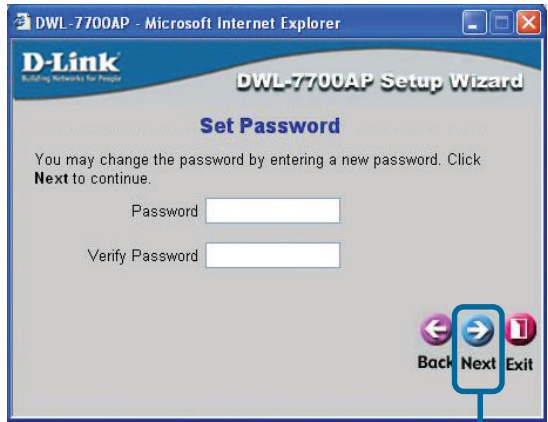 DWL-7700AP - Microsoft Internet Explorer
D-Link
Building Networks for People
DWL-7700AP Setup Wizard
Set Password
You may change the password by entering a new password. Click
Next to continue.
Password
Verify Password
Back Next Exit